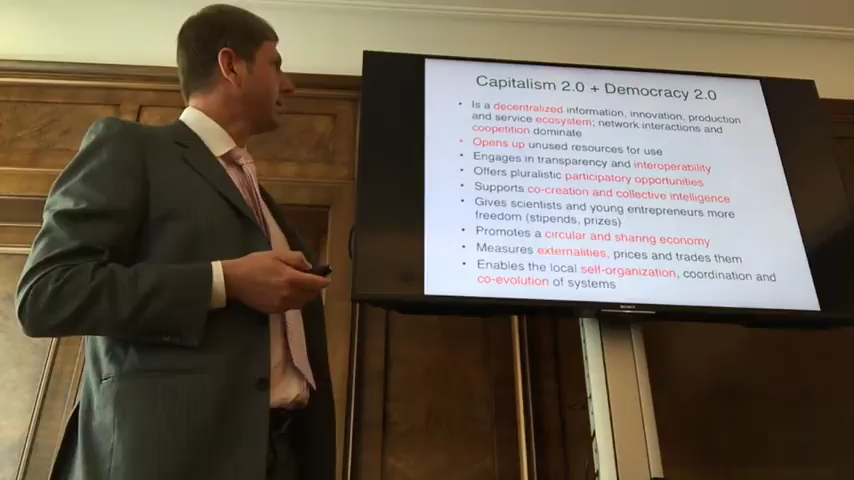 Capitalism 2.0 + Democracy 2.0
• Is a decentralized information, innovation, production
and service ecosystem; network interactions and
coopetition dominate
• Opens up unused resources for use
• Engages in transparency and interoperability
• Offers pluralistic participatory opportunities
• Supports co-creation and collective intelligence
• Gives scientists and young entrepreneurs more
freedom (stipends, prizes)
• Promotes a circular and sharing economy
• Measures externalities, prices and trades them
• Enables the local self-organization, coordination and
co-evolution of systems
SONY